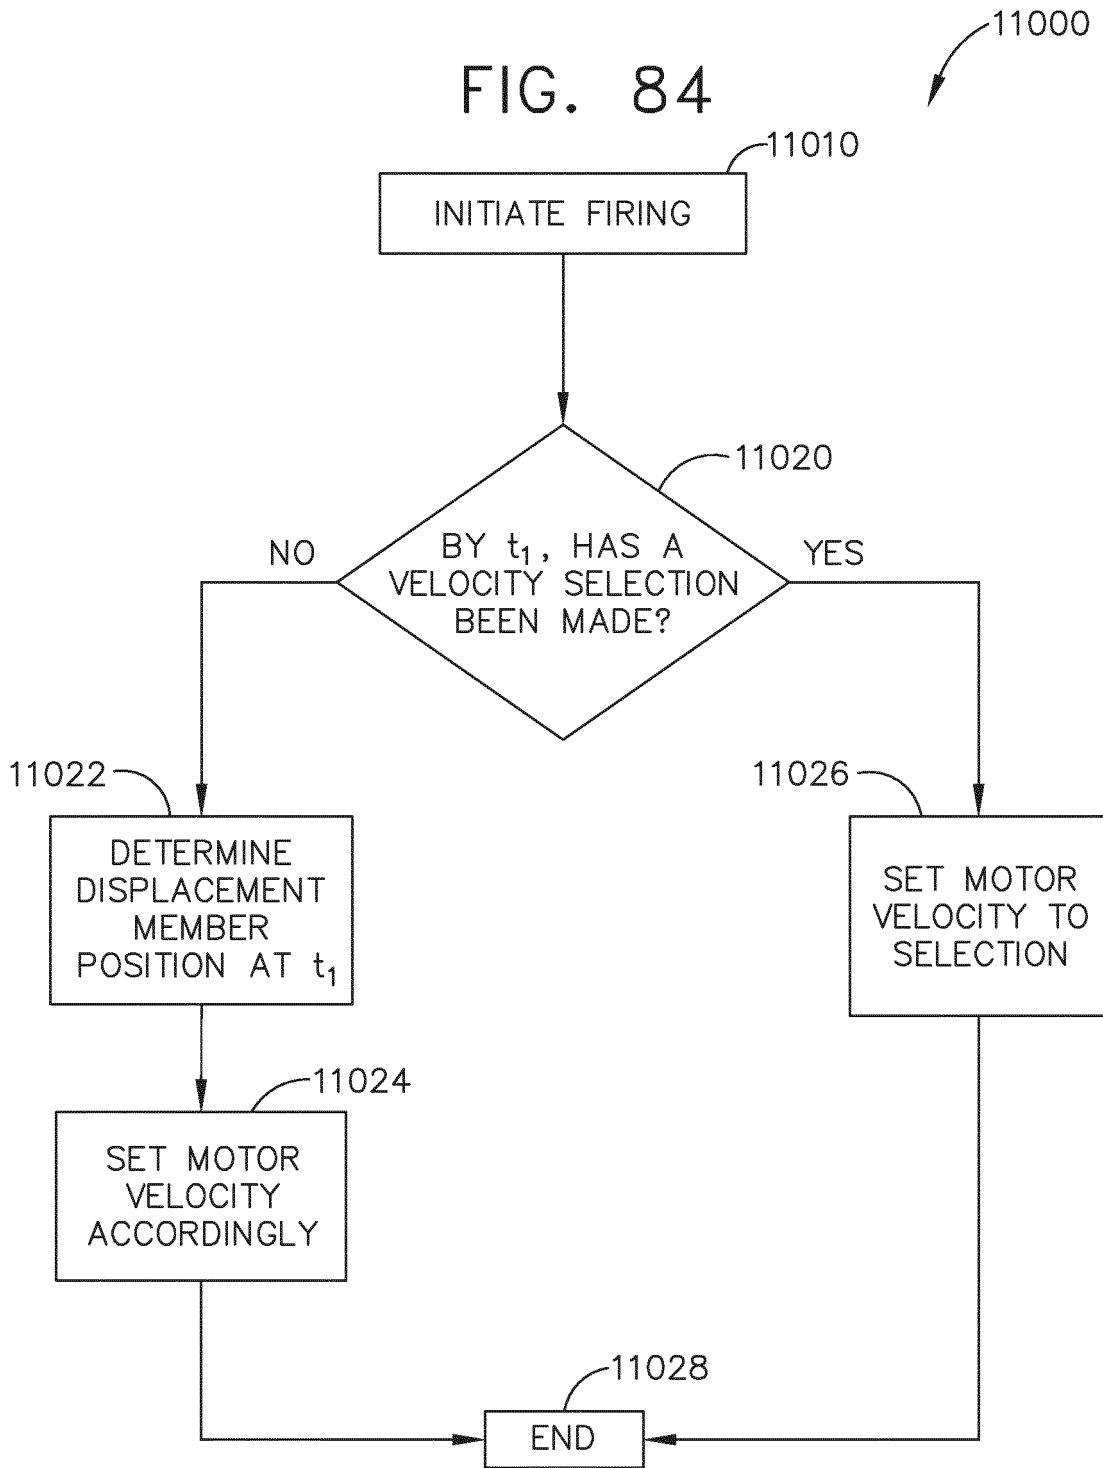 11000
FIG. 84
11010
INITIATE FIRING
11020
BY t₁, HAS A
VELOCITY SELECTION
BEEN MADE?
NO
YES
11022
DETERMINE
DISPLACEMENT
MEMBER
POSITION AT t₁
11026
SET MOTOR
VELOCITY TO
SELECTION
11024
SET MOTOR
VELOCITY
ACCORDINGLY
11028
END